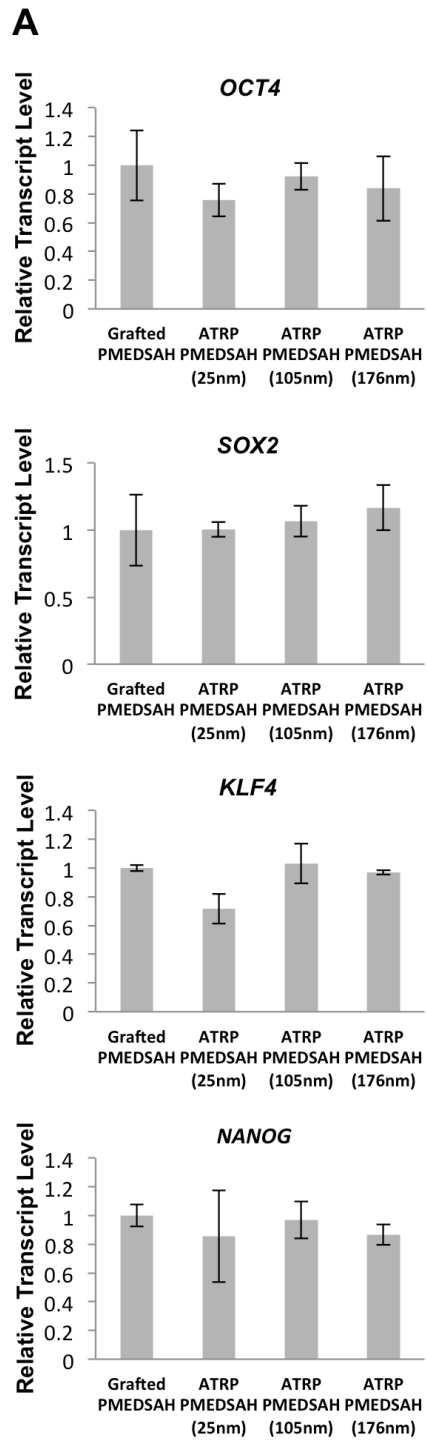 A
OCT4
Relative Transcript Level
1.4
1.2
1
0.8
0.6
0.4
0.2
0
Grafted ATRP ATRP ATRP
PMEDSAH PMEDSAH PMEDSAH PMEDSAH
(25nm) (105nm) (176nm)
SOX2
Relative Transcript Level
1.5
1
0.5
0
Grafted ATRP ATRP ATRP
PMEDSAH PMEDSAH PMEDSAH PMEDSAH
(25nm) (105nm) (176nm)
KLF4
Relative Transcript Level
1.4
1.2
1
0.8
0.6
0.4
0.2
0
Grafted ATRP ATRP ATRP
PMEDSAH PMEDSAH PMEDSAH PMEDSAH
(25nm) (105nm) (176nm)
NANOG
Relative Transcript Level
1.4
1.2
1
0.8
0.6
0.4
0.2
0
Grafted ATRP ATRP ATRP
PMEDSAH PMEDSAH PMEDSAH PMEDSAH
(25nm) (105nm) (176nm)